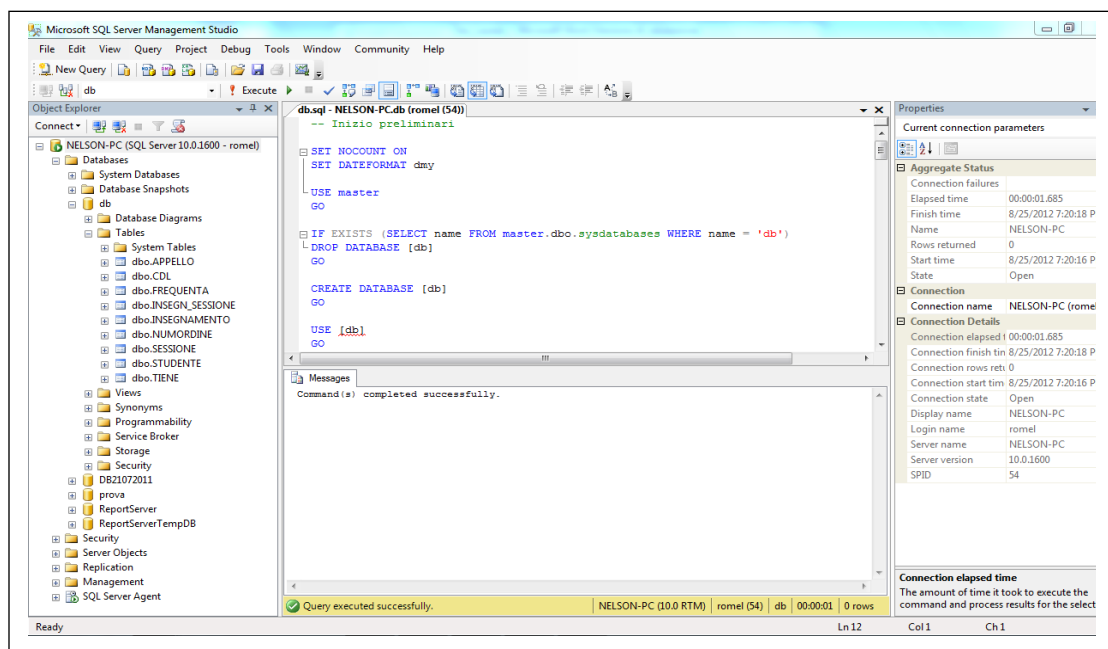 Microsoft SQL Server Management Studio
File Edit View Query Project Debug Tools Window Community Help
New Query
db
Execute
Object Explorer
Connect
NELSON-PC (SQL Server 10.0.1600 - romel)
Databases
System Databases
Database Snapshots
db
Database Diagrams
Tables
System Tables
dbo.APPELLO
dbo.CDL
dbo.FREQUENTA
dbo.INSEGN_SESSIONE
dbo.INSEGNAMENTO
dbo.NUMORDINE
dbo.SESSIONE
dbo.STUDENTE
dbo.TIENE
Views
Synonyms
Programmability
Service Broker
Storage
Security
DB21072011
prova
ReportServer
ReportServerTempDB
Security
Server Objects
Replication
Management
SQL Server Agent
db.sql - NELSON-PC.db (romel (54))
-- Inizio preliminari
SET NOCOUNT ON
SET DATEFORMAT dmy
USE master
GO
IF EXISTS (SELECT name FROM master.dbo.sysdatabases WHERE name = 'db')
DROP DATABASE [db]
GO
CREATE DATABASE [db]
GO
USE [db]
GO
Messages
Command(s) completed successfully.
Query executed successfully.
NELSON-PC (10.0 RTM) romel (54) db 00:00:01 0 rows
Properties
Current connection parameters
Aggregate Status
Connection failures
Elapsed time 00:00:01.685
Finish time 8/25/2012 7:20:18 P
Name NELSON-PC
Rows returned 0
Start time 8/25/2012 7:20:16 P
State Open
Connection
Connection name NELSON-PC (romel
Connection Details
Connection elapsed t 00:00:01.685
Connection finish tin 8/25/2012 7:20:18 P
Connection rows retu 0
Connection start tim 8/25/2012 7:20:16 P
Connection state Open
Display name NELSON-PC
Login name romel
Server name NELSON-PC
Server version 10.0.1600
SPID 54
Connection elapsed time
The amount of time it took to execute the
command and process results for the select
Ready
Ln 12 Col 1 Ch 1